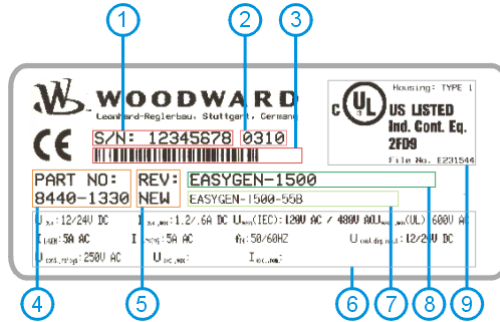 1 2 3
W WOODWARD
Leonhard-Reglerbau, Stuttgart, Germany
CE S/N: 12345678 0310
Housing: TYPE 1
C UL US LISTED
Ind. Cont. Eq.
2FD9
File No. E231544
PART NO: REV: EASYGEN-1500
8440-1330 NEW EASYGEN-1500-55B
12/24V DC 1.2/.6A DC (IEC): 120V AC / 480V AC (UL) 600V AC
5A AC 5A AC 50/60HZ 12/24V DC
250V AC
4 5 6 7 8 9